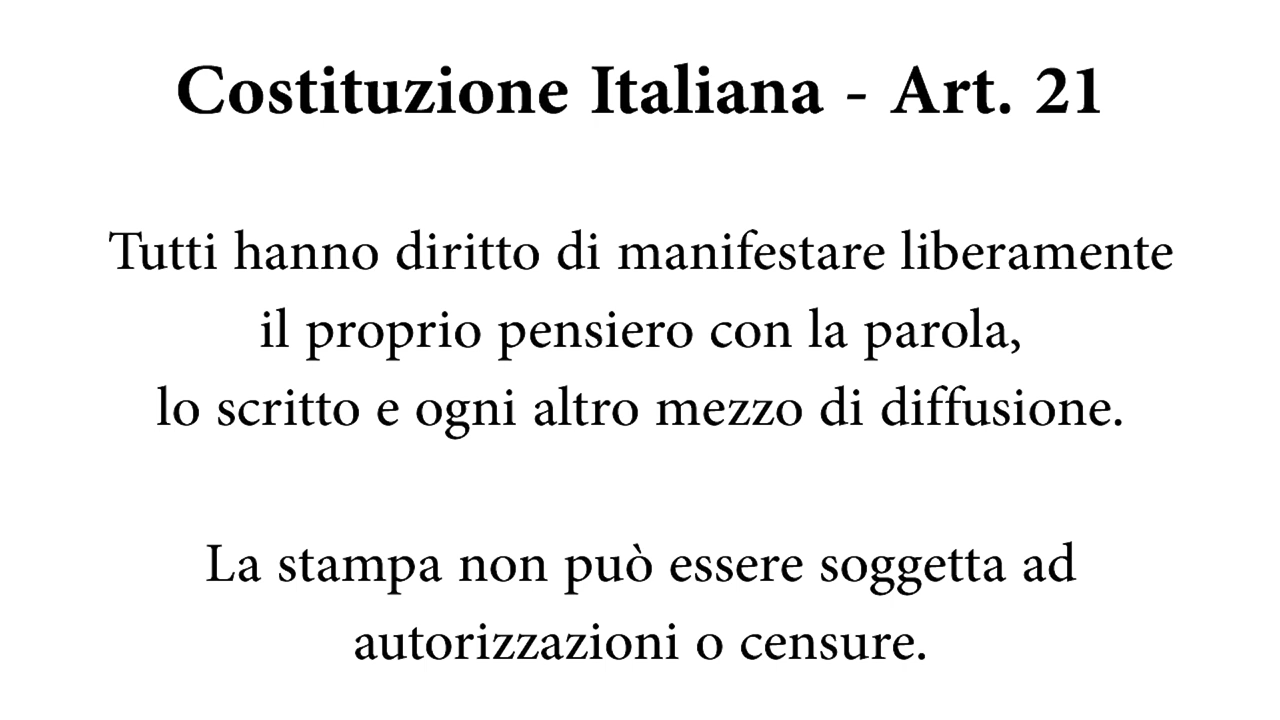 Costituzione Italiana - Art. 21
Tutti hanno diritto di manifestare liberamente
il proprio pensiero con la parola,
lo scritto e ogni altro mezzo di diffusione.
La stampa non può essere soggetta ad
autorizzazioni o censure.